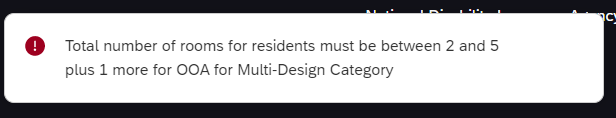 Total number of rooms for residents must be between 2 and 5
plus 1 more for OOA for Multi-Design Category